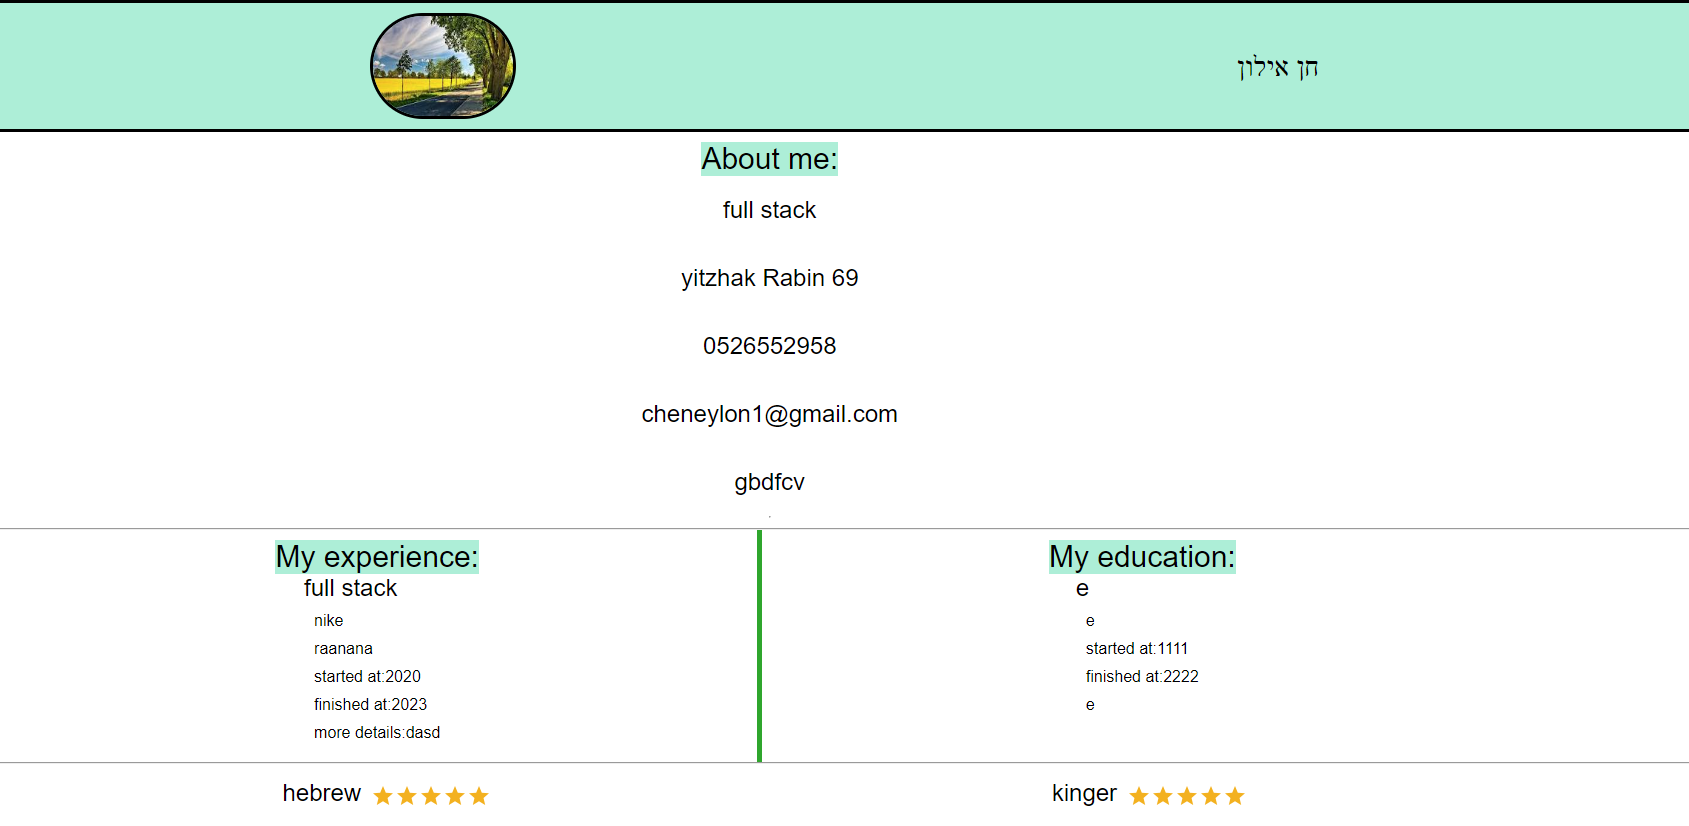 חן אילון
About me:
full stack
yitzhak Rabin 69
0526552958
cheneylon1@gmail.com
gbdfcv
.
My experience:
full stack
nike
raanana
started at:2020
finished at:2023
more details:dasd
My education:
e
e
started at:1111
finished at:2222
e
hebrew
kinger